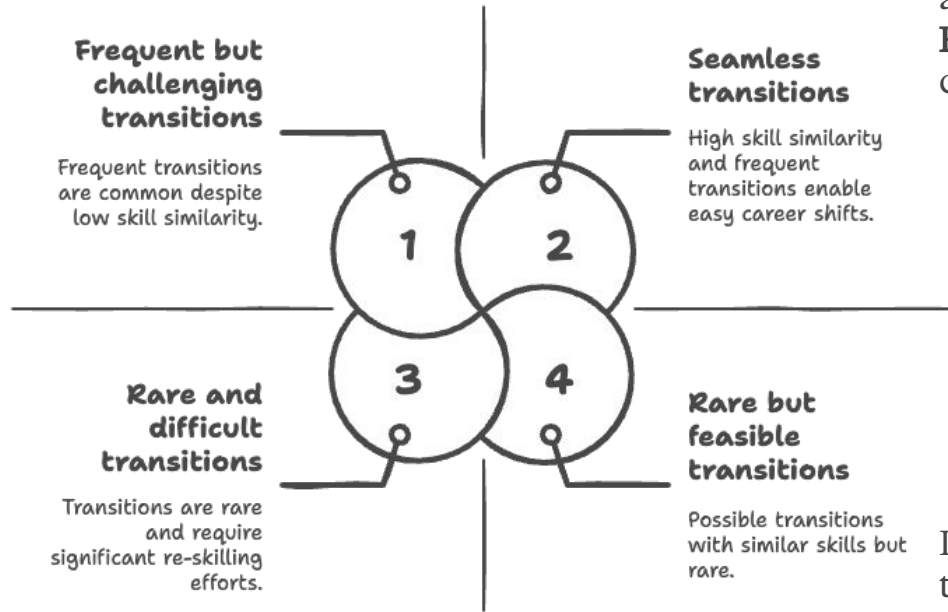 Frequent but
challenging
transitions
Frequent transitions
are common despite
low skill similarity.
Seamless
transitions
High skill similarity
and frequent
transitions enable
easy career shifts.
1
2
3
4
Rare and
difficult
transitions
Transitions are rare
and require
significant re-skilling
efforts.
Rare but
feasible
transitions
Possible transitions
with similar skills but
rare.